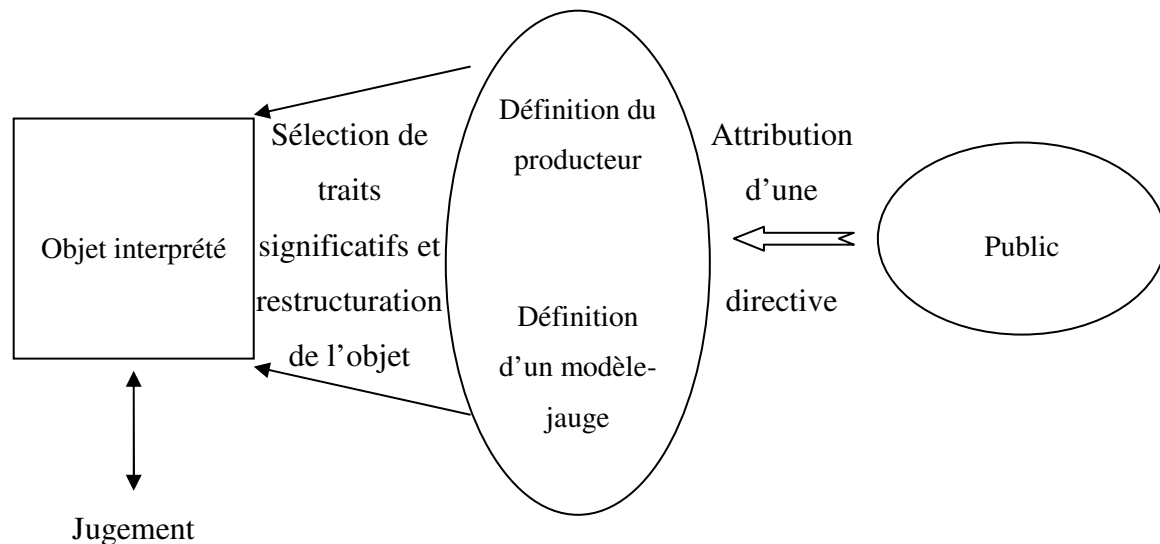 Objet interprété
Sélection de
traits
significatifs et
restructuration
de l’objet
Définition du
producteur
Définition
d’un modèle-
jauge
Attribution
d’une
directive
Public
Jugement